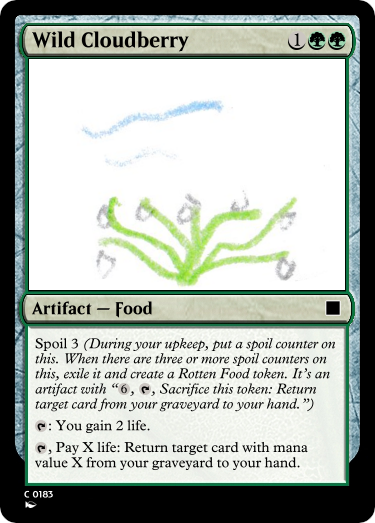 Wild Cloudberry 1
Artifact — Food
Spoil 3 (During your upkeep, put a spoil counter on
this. When there are three or more spoil counters on
this, exile it and create a Rotten Food token. It's an
artifact with “6, , Sacrifice this token: Return
target card from your graveyard to your hand.”)
: You gain 2 life.
, Pay X life: Return target card with mana
value X from your graveyard to your hand.
C 0183